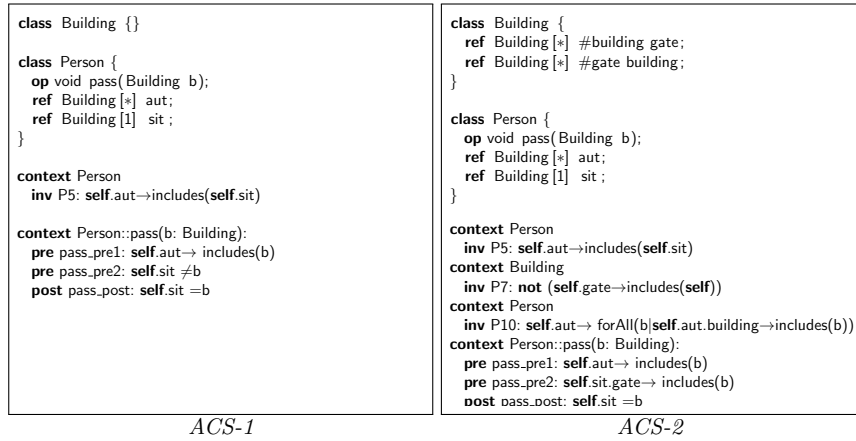 class Building {}
class Person {
op void pass(Building b);
ref Building[*] aut;
ref Building[1] sit;
}
context Person
inv P5: self.aut→includes(self.sit)
context Person::pass(b: Building):
pre pass_pre1: self.aut→ includes(b)
pre pass_pre2: self.sit ≠b
post pass_post: self.sit =b
ACS-1
class Building {
ref Building[*] #building gate;
ref Building[*] #gate building;
}
class Person {
op void pass(Building b);
ref Building[*] aut;
ref Building[1] sit;
}
context Person
inv P5: self.aut→includes(self.sit)
context Building
inv P7: not (self.gate→includes(self))
context Person
inv P10: self.aut→ forAll(b|self.aut.building→includes(b))
context Person::pass(b: Building):
pre pass_pre1: self.aut→ includes(b)
pre pass_pre2: self.sit.gate→ includes(b)
post pass_post: self.sit =b
ACS-2